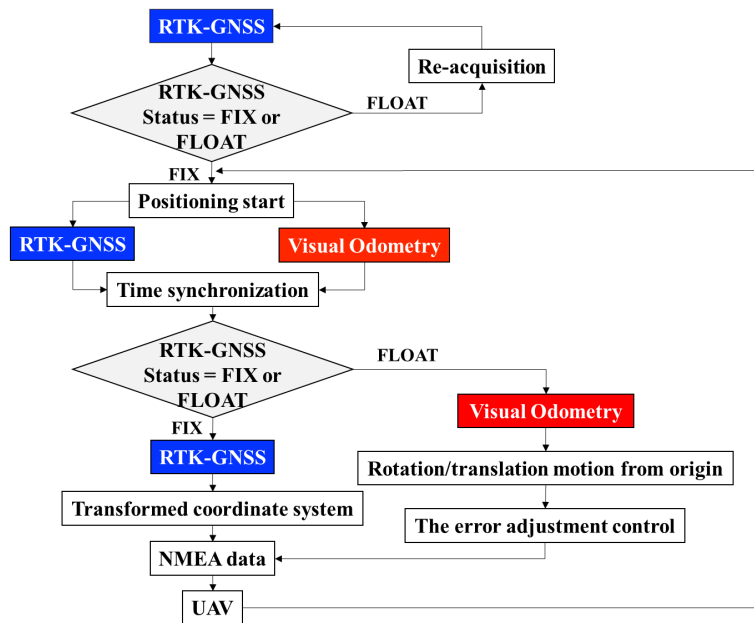 RTK-GNSS
Re-acquisition
RTK-GNSS
Status = FIX or
FLOAT
FLOAT
FIX
Positioning start
RTK-GNSS
Visual Odometry
Time synchronization
RTK-GNSS
Status = FIX or
FLOAT
FLOAT
FIX
Visual Odometry
RTK-GNSS
Rotation/translation motion from origin
Transformed coordinate system
The error adjustment control
NMEA data
UAV